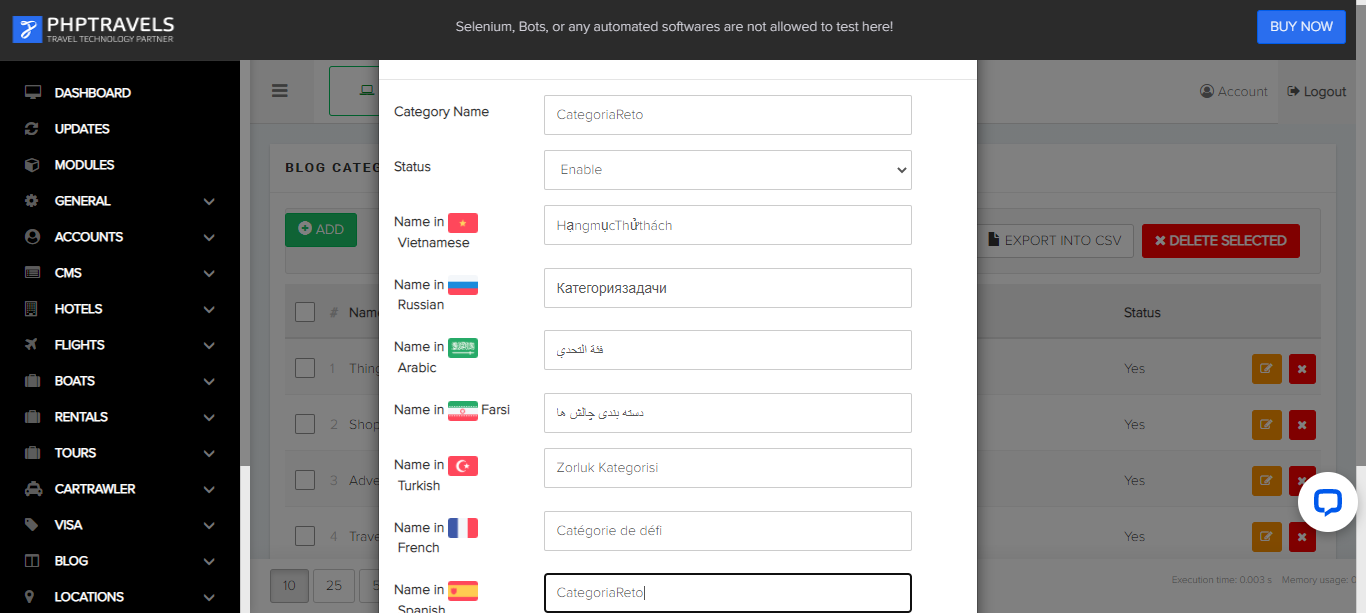 PHPTRAVELS
TRAVEL TECHNOLOGY PARTNER
Selenium, Bots, or any automated softwares are not allowed to test here!
BUY NOW
DASHBOARD
UPDATES
MODULES
GENERAL
ACCOUNTS
CMS
HOTELS
FLIGHTS
BOATS
RENTALS
TOURS
CARTRAWLER
VISA
BLOG
LOCATIONS
Account
Logout
BLOG CATEG
ADD
EXPORT INTO CSV
DELETE SELECTED
# Name
Status
1 Thing
Yes
2 Shop
Yes
3 Adve
Yes
4 Trave
Yes
10 25 5
Execution time: 0.003 s Memory usage: 0
Category Name
CategoriaReto
Status
Enable
Name in Vietnamese
HạngmụcThửthách
Name in Russian
Категориязадачи
Name in Arabic
فئة التحدي
Name in Farsi
دسته بندی چالش ها
Name in Turkish
Zorluk Kategorisi
Name in French
Catégorie de défi
Name in Spanish
CategoriaReto